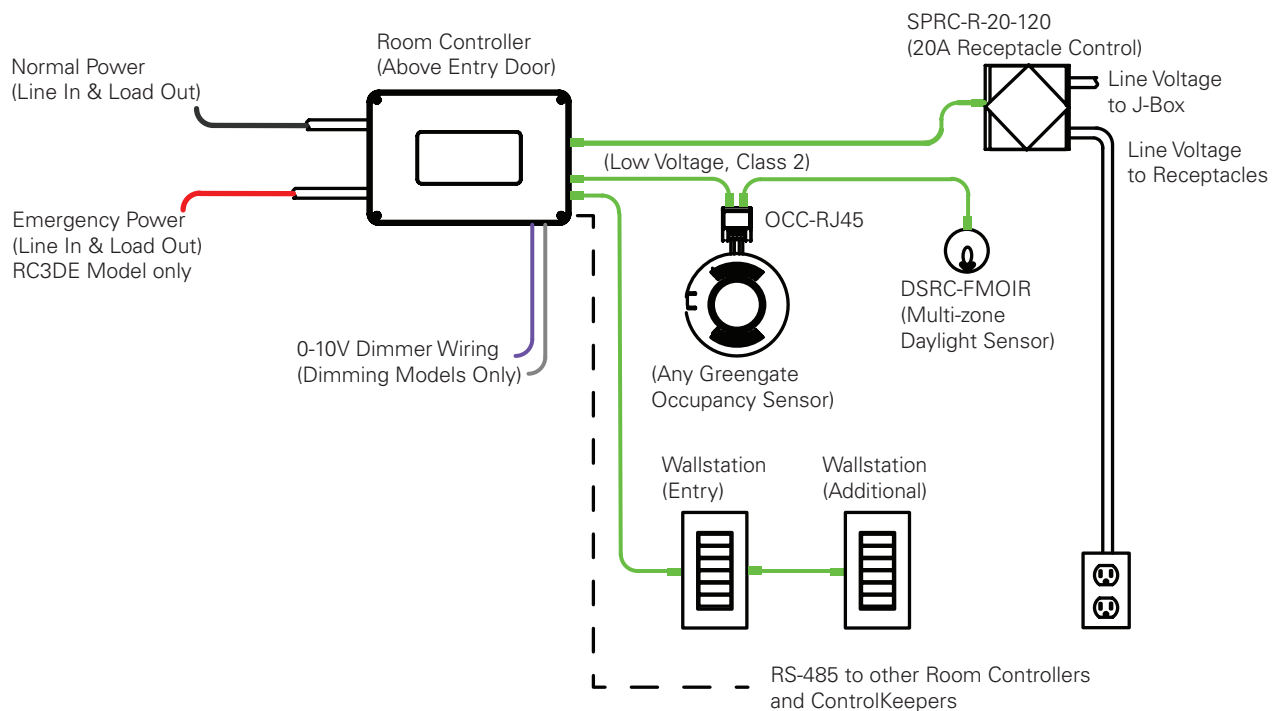 SPRC-R-20-120
(20A Receptacle Control)
Room Controller
(Above Entry Door)
Normal Power
(Line In & Load Out)
Line Voltage
to J-Box
(Low Voltage, Class 2)
Line Voltage
to Receptacles
Emergency Power
(Line In & Load Out)
RC3DE Model only
OCC-RJ45
DSRC-FMOIR
(Multi-zone
Daylight Sensor)
0-10V Dimmer Wiring
(Dimming Models Only)
(Any Greengate
Occupancy Sensor)
Wallstation
(Entry)
Wallstation
(Additional)
RS-485 to other Room Controllers
and ControlKeepers